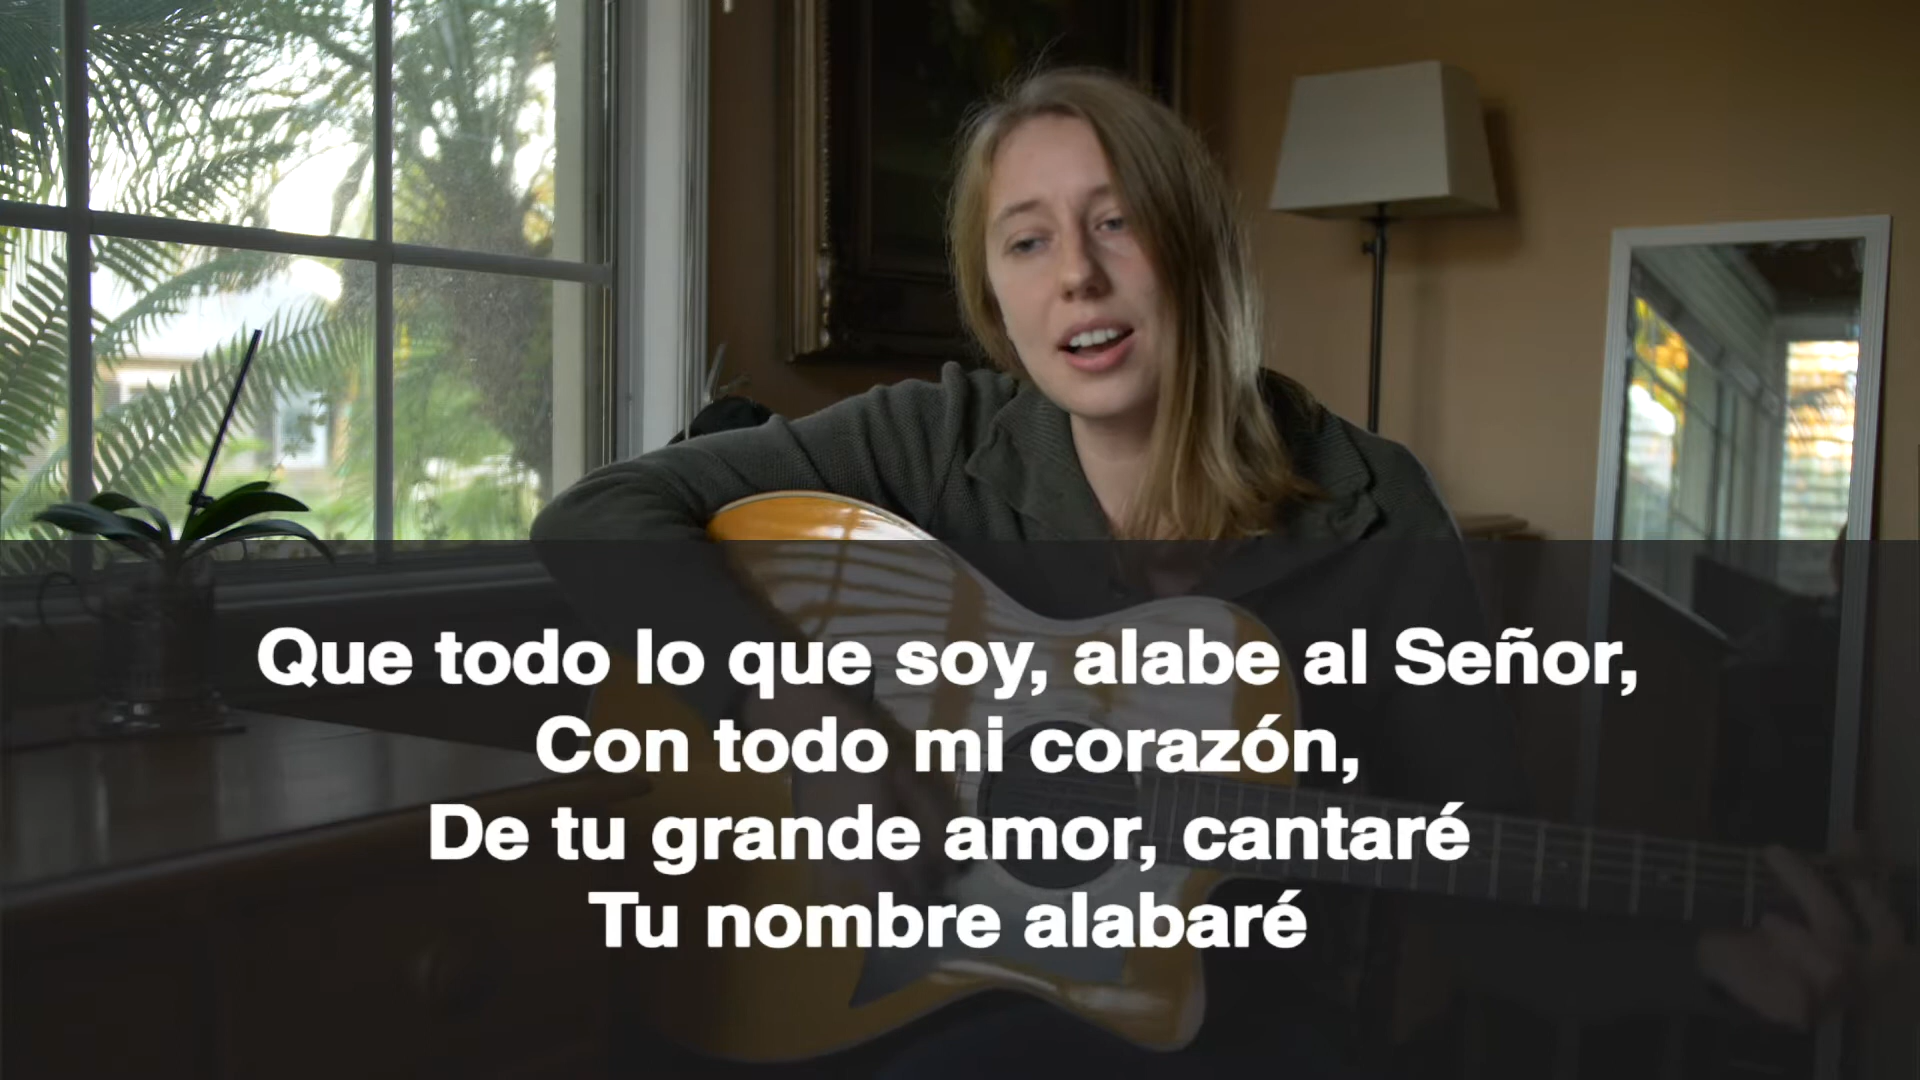 Que todo lo que soy, alabe al Señor,
Con todo mi corazón,
De tu grande amor, cantaré
Tu nombre alabaré